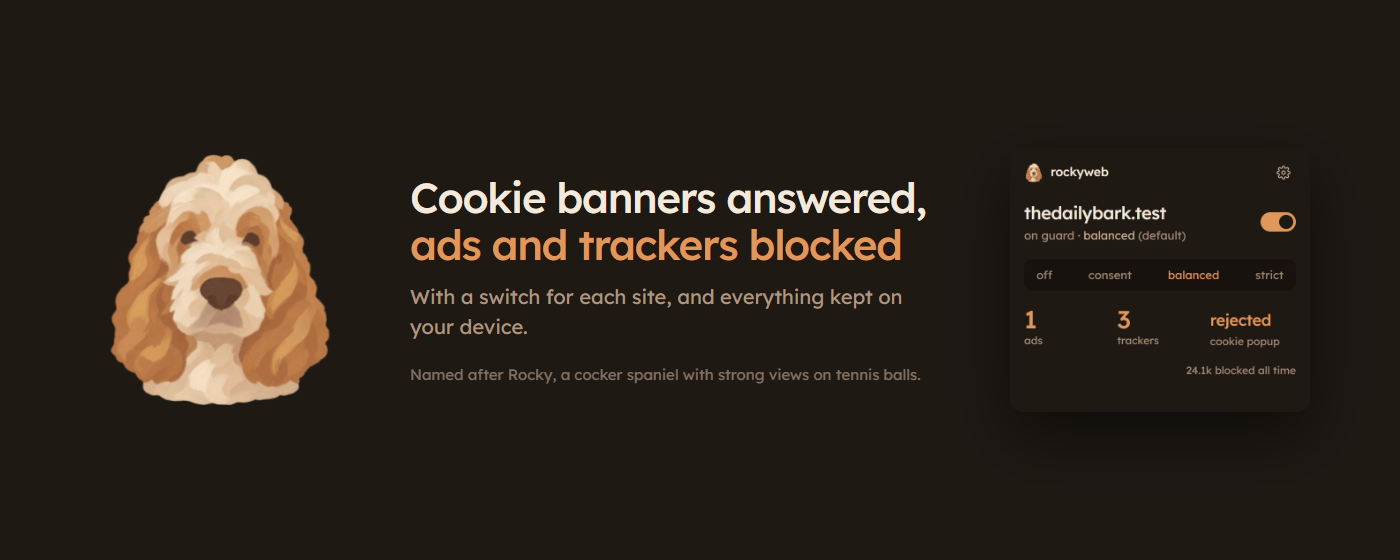 Cookie banners answered,
ads and trackers blocked
With a switch for each site, and everything kept on
your device.
Named after Rocky, a cocker spaniel with strong views on tennis balls.
rockyweb
thedailybark.test
on guard · balanced (default)
off consent balanced strict
1 3 rejected
ads trackers cookie popup
24.1k blocked all time